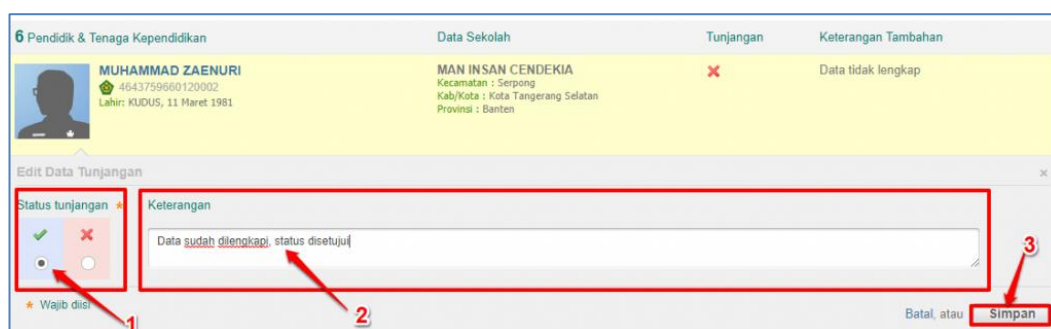 6 Pendidik & Tenaga Kependidikan Data Sekolah Tunjangan Keterangan Tambahan
MUHAMMAD ZAENURI MAN INSAN CENDEKIA Data tidak lengkap
4643759660120002 Kecamatan : Serpong
Lahir: KUDUS, 11 Maret 1981 Kab/Kota : Kota Tangerang Selatan
Provinsi : Banten
Edit Data Tunjangan ×
Status tunjangan * Keterangan
Data sudah dilengkapi, status disetujui
3
* Wajib diisi
1
2
Batal, atau Simpan